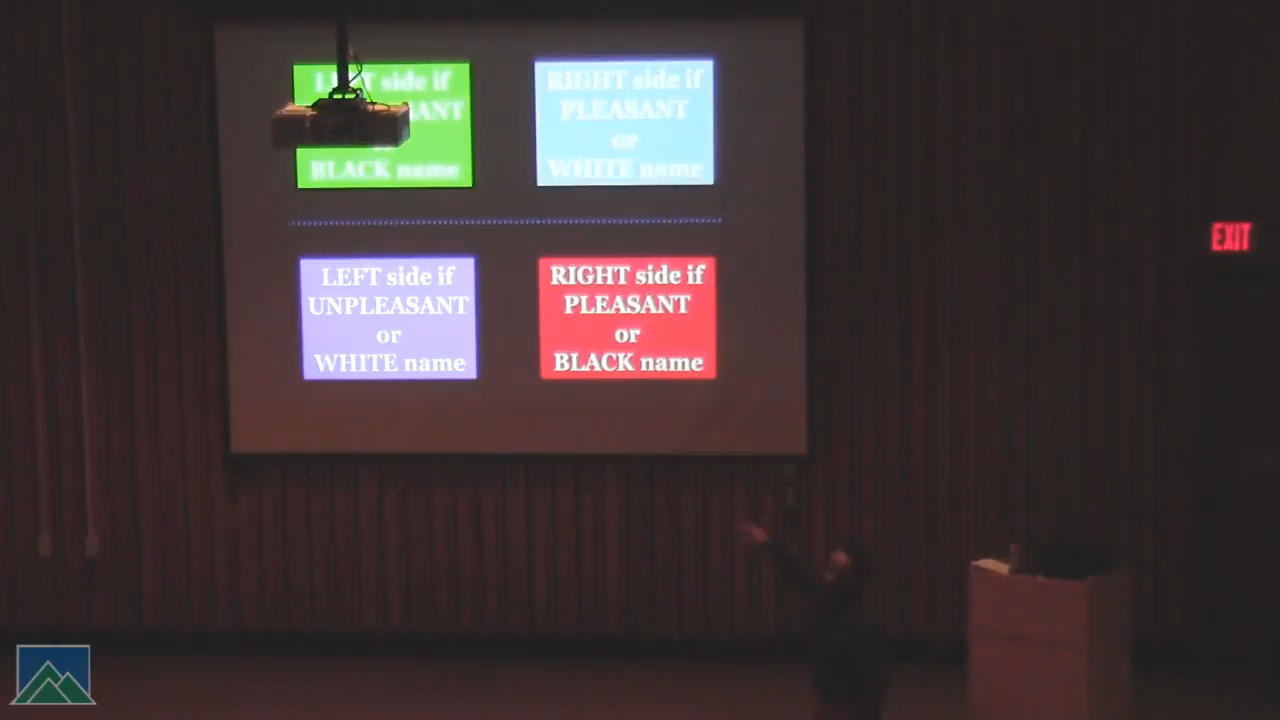 side if
BLACK name
RIGHT side if
PLEASANT
or
WHITE name
LEFT side if
UNPLEASANT
or
WHITE name
RIGHT side if
PLEASANT
or
BLACK name
EXIT